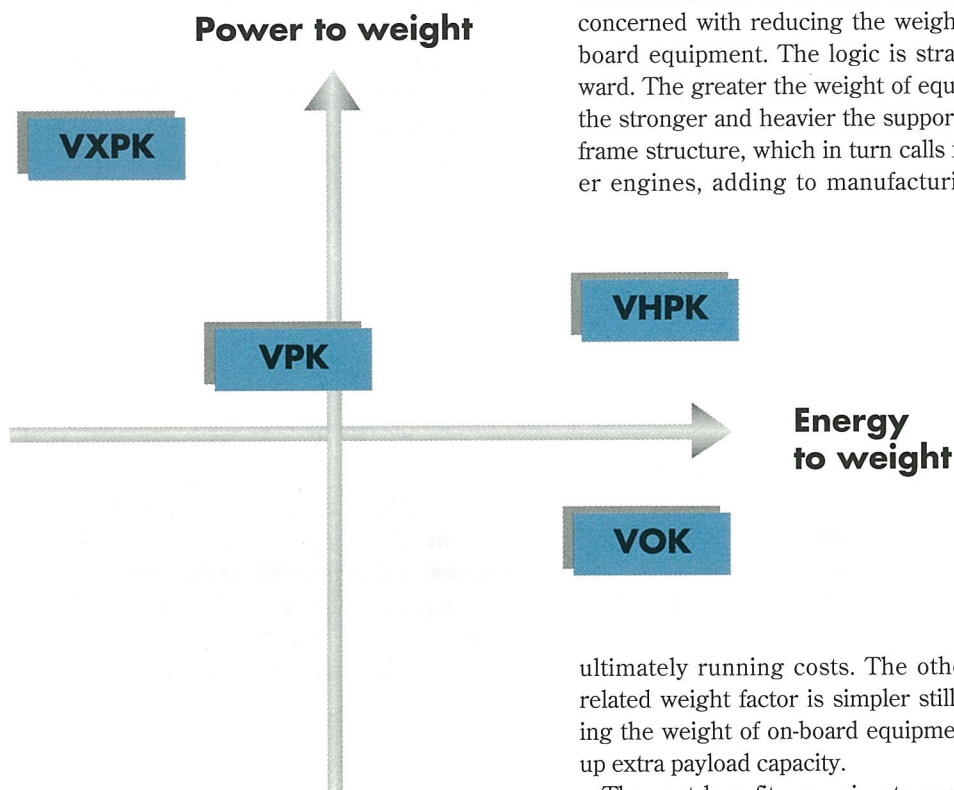 Power to weight
VXPK
VHPK
VPK
Energy
to weight
VOK
concerned with reducing the weigh
board equipment. The logic is stra
ward. The greater the weight of equ
the stronger and heavier the suppor
frame structure, which in turn calls
er engines, adding to manufacturi
ultimately running costs. The oth
related weight factor is simpler still
ing the weight of on-board equipme
up extra payload capacity.